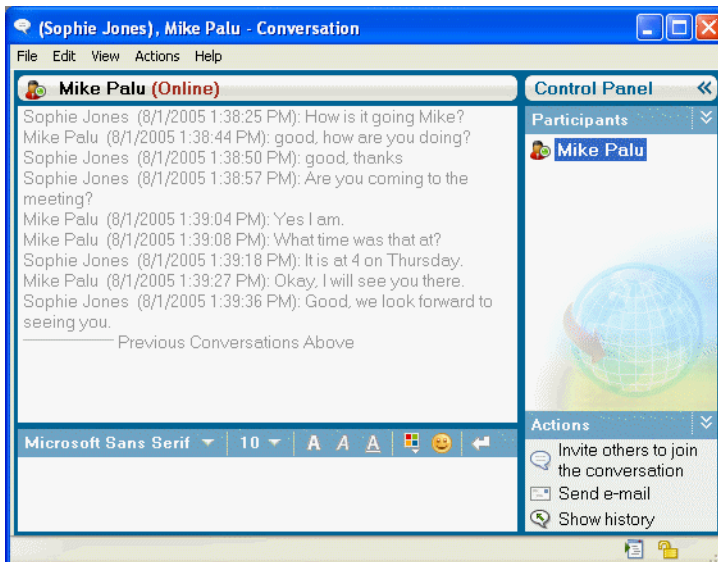 (Sophie Jones), Mike Palu - Conversation
File Edit View Actions Help
Mike Palu (Online)
Sophie Jones (8/1/2005 1:38:25 PM): How is it going Mike?
Mike Palu (8/1/2005 1:38:44 PM): good, how are you doing?
Sophie Jones (8/1/2005 1:38:50 PM): good, thanks
Sophie Jones (8/1/2005 1:38:57 PM): Are you coming to the
meeting?
Mike Palu (8/1/2005 1:39:04 PM): Yes I am.
Mike Palu (8/1/2005 1:39:08 PM): What time was that at?
Sophie Jones (8/1/2005 1:39:18 PM): It is at 4 on Thursday.
Mike Palu (8/1/2005 1:39:27 PM): Okay, I will see you there.
Sophie Jones (8/1/2005 1:39:36 PM): Good, we look forward to
seeing you.
Previous Conversations Above
Microsoft Sans Serif 10 A A A
Control Panel
Participants
Mike Palu
Actions
Invite others to join
the conversation
Send e-mail
Show history